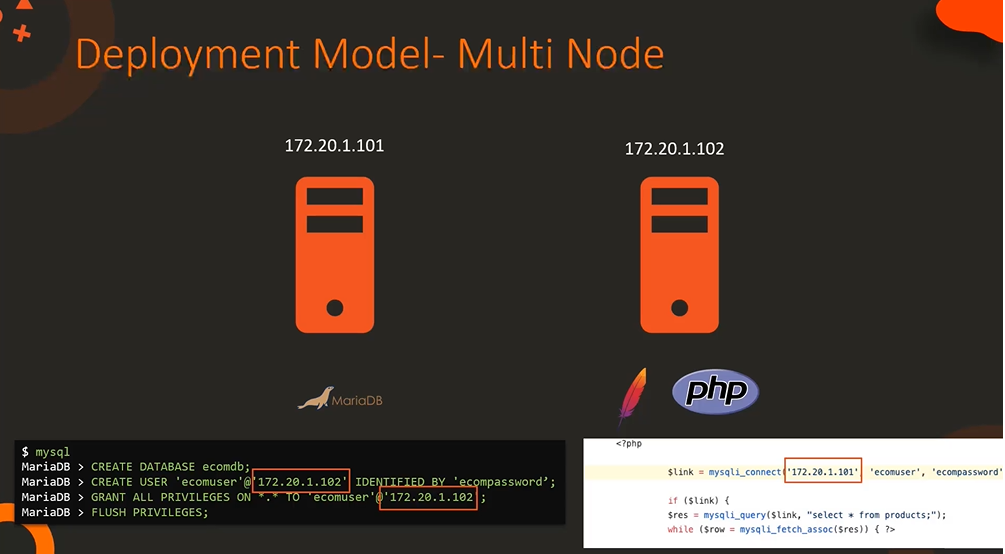 Deployment Model- Multi Node
172.20.1.101
172.20.1.102
MariaDB
php
$ mysql
MariaDB > CREATE DATABASE ecomdb;
MariaDB > CREATE USER 'ecomuser'@'172.20.1.102' IDENTIFIED BY 'ecompassword’;
MariaDB > GRANT ALL PRIVILEGES ON *.* TO 'ecomuser'@'172.20.1.102 ;
MariaDB > FLUSH PRIVILEGES;
<?php
$link = mysqli_connect('172.20.1.101' 'ecomuser', 'ecompassword'
if ($link) {
$res = mysqli_query($link, "select * from products;");
while ($row = mysqli_fetch_assoc($res)) { ?>